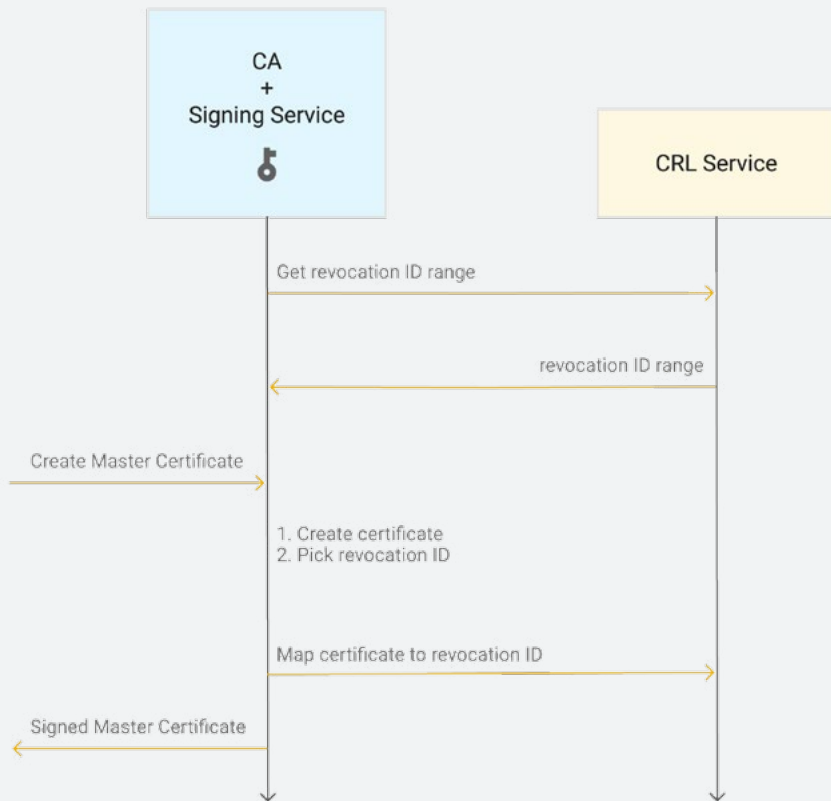 CA
+
Signing Service
CRL Service
Get revocation ID range
revocation ID range
Create Master Certificate
1. Create certificate
2. Pick revocation ID
Map certificate to revocation ID
Signed Master Certificate